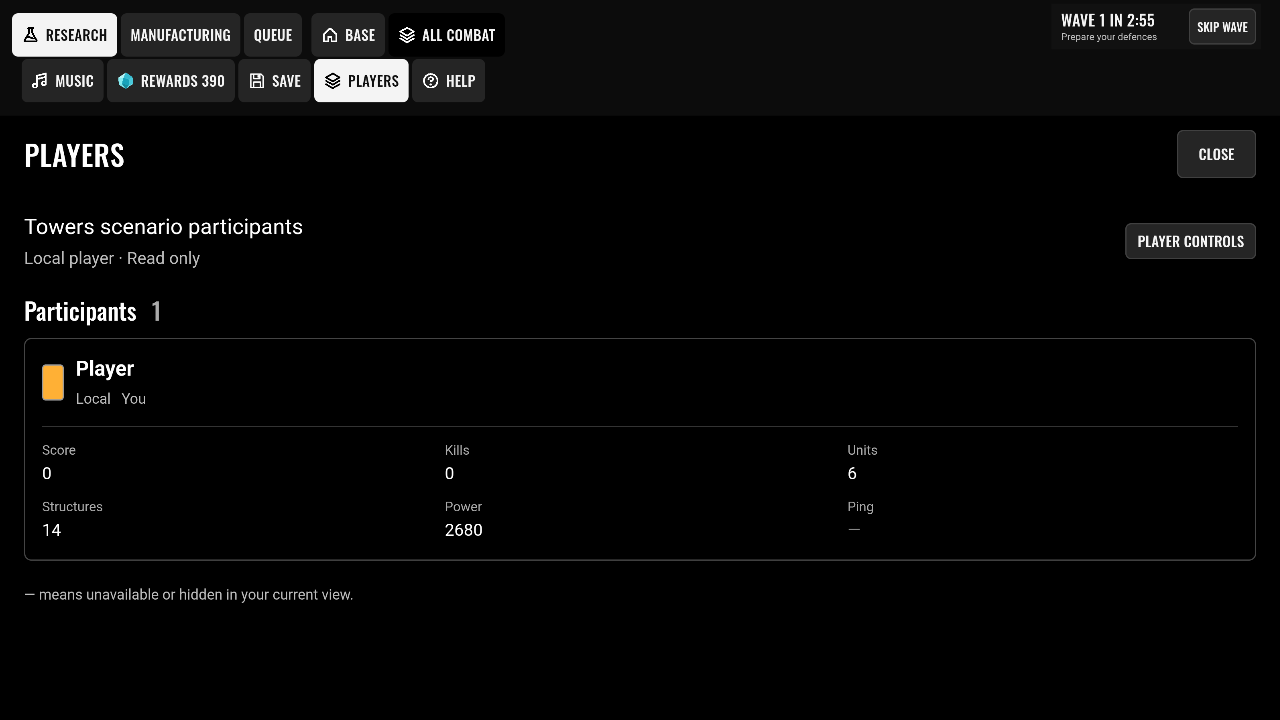 RESEARCH MANUFACTURING QUEUE BASE ALL COMBAT
WAVE 1 IN 2:55
Prepare your defences
SKIP WAVE
MUSIC REWARDS 390 SAVE PLAYERS HELP
PLAYERS
CLOSE
Towers scenario participants
Local player · Read only
PLAYER CONTROLS
Participants 1
Player
Local You
Score Kills Units
0 0 6
Structures Power Ping
14 2680 —
— means unavailable or hidden in your current view.